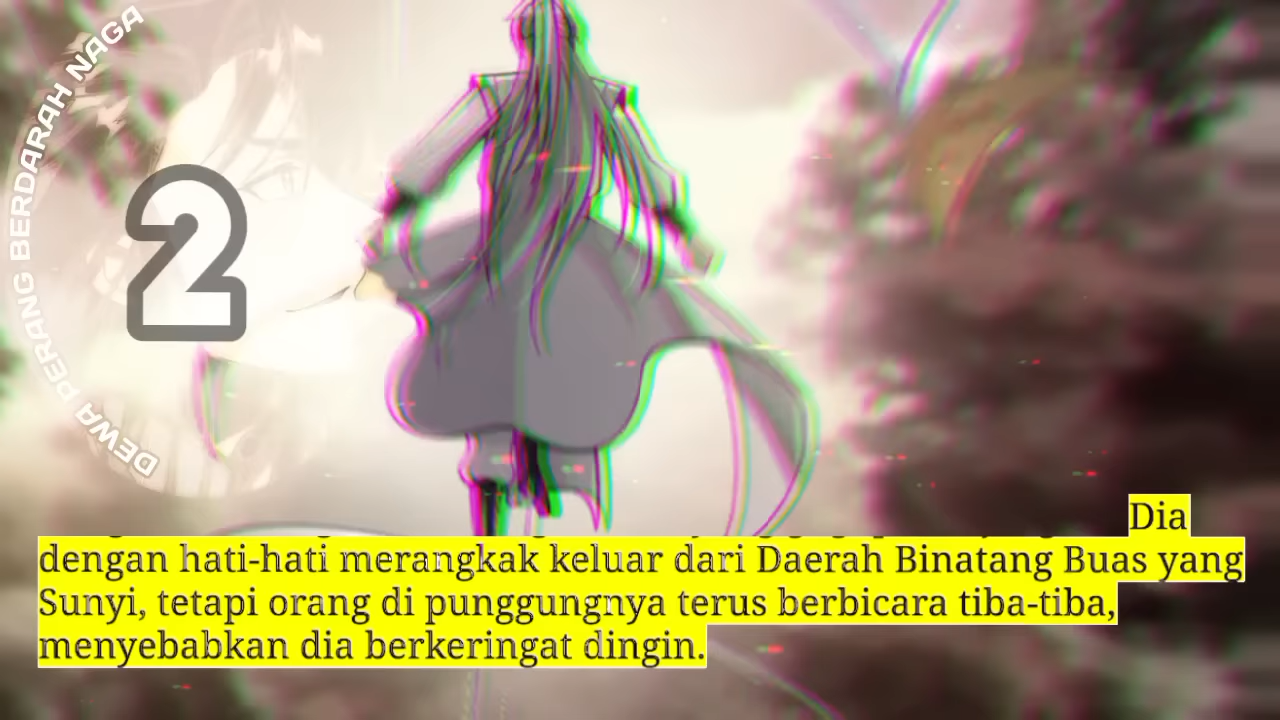 DEWA PERANG BERDARAH NAGA
2
Dia
dengan hati-hati merangkak keluar dari Daerah Binatang Buas yang
Sunyi, tetapi orang di punggungnya terus berbicara tiba-tiba,
menyebabkan dia berkeringat dingin.